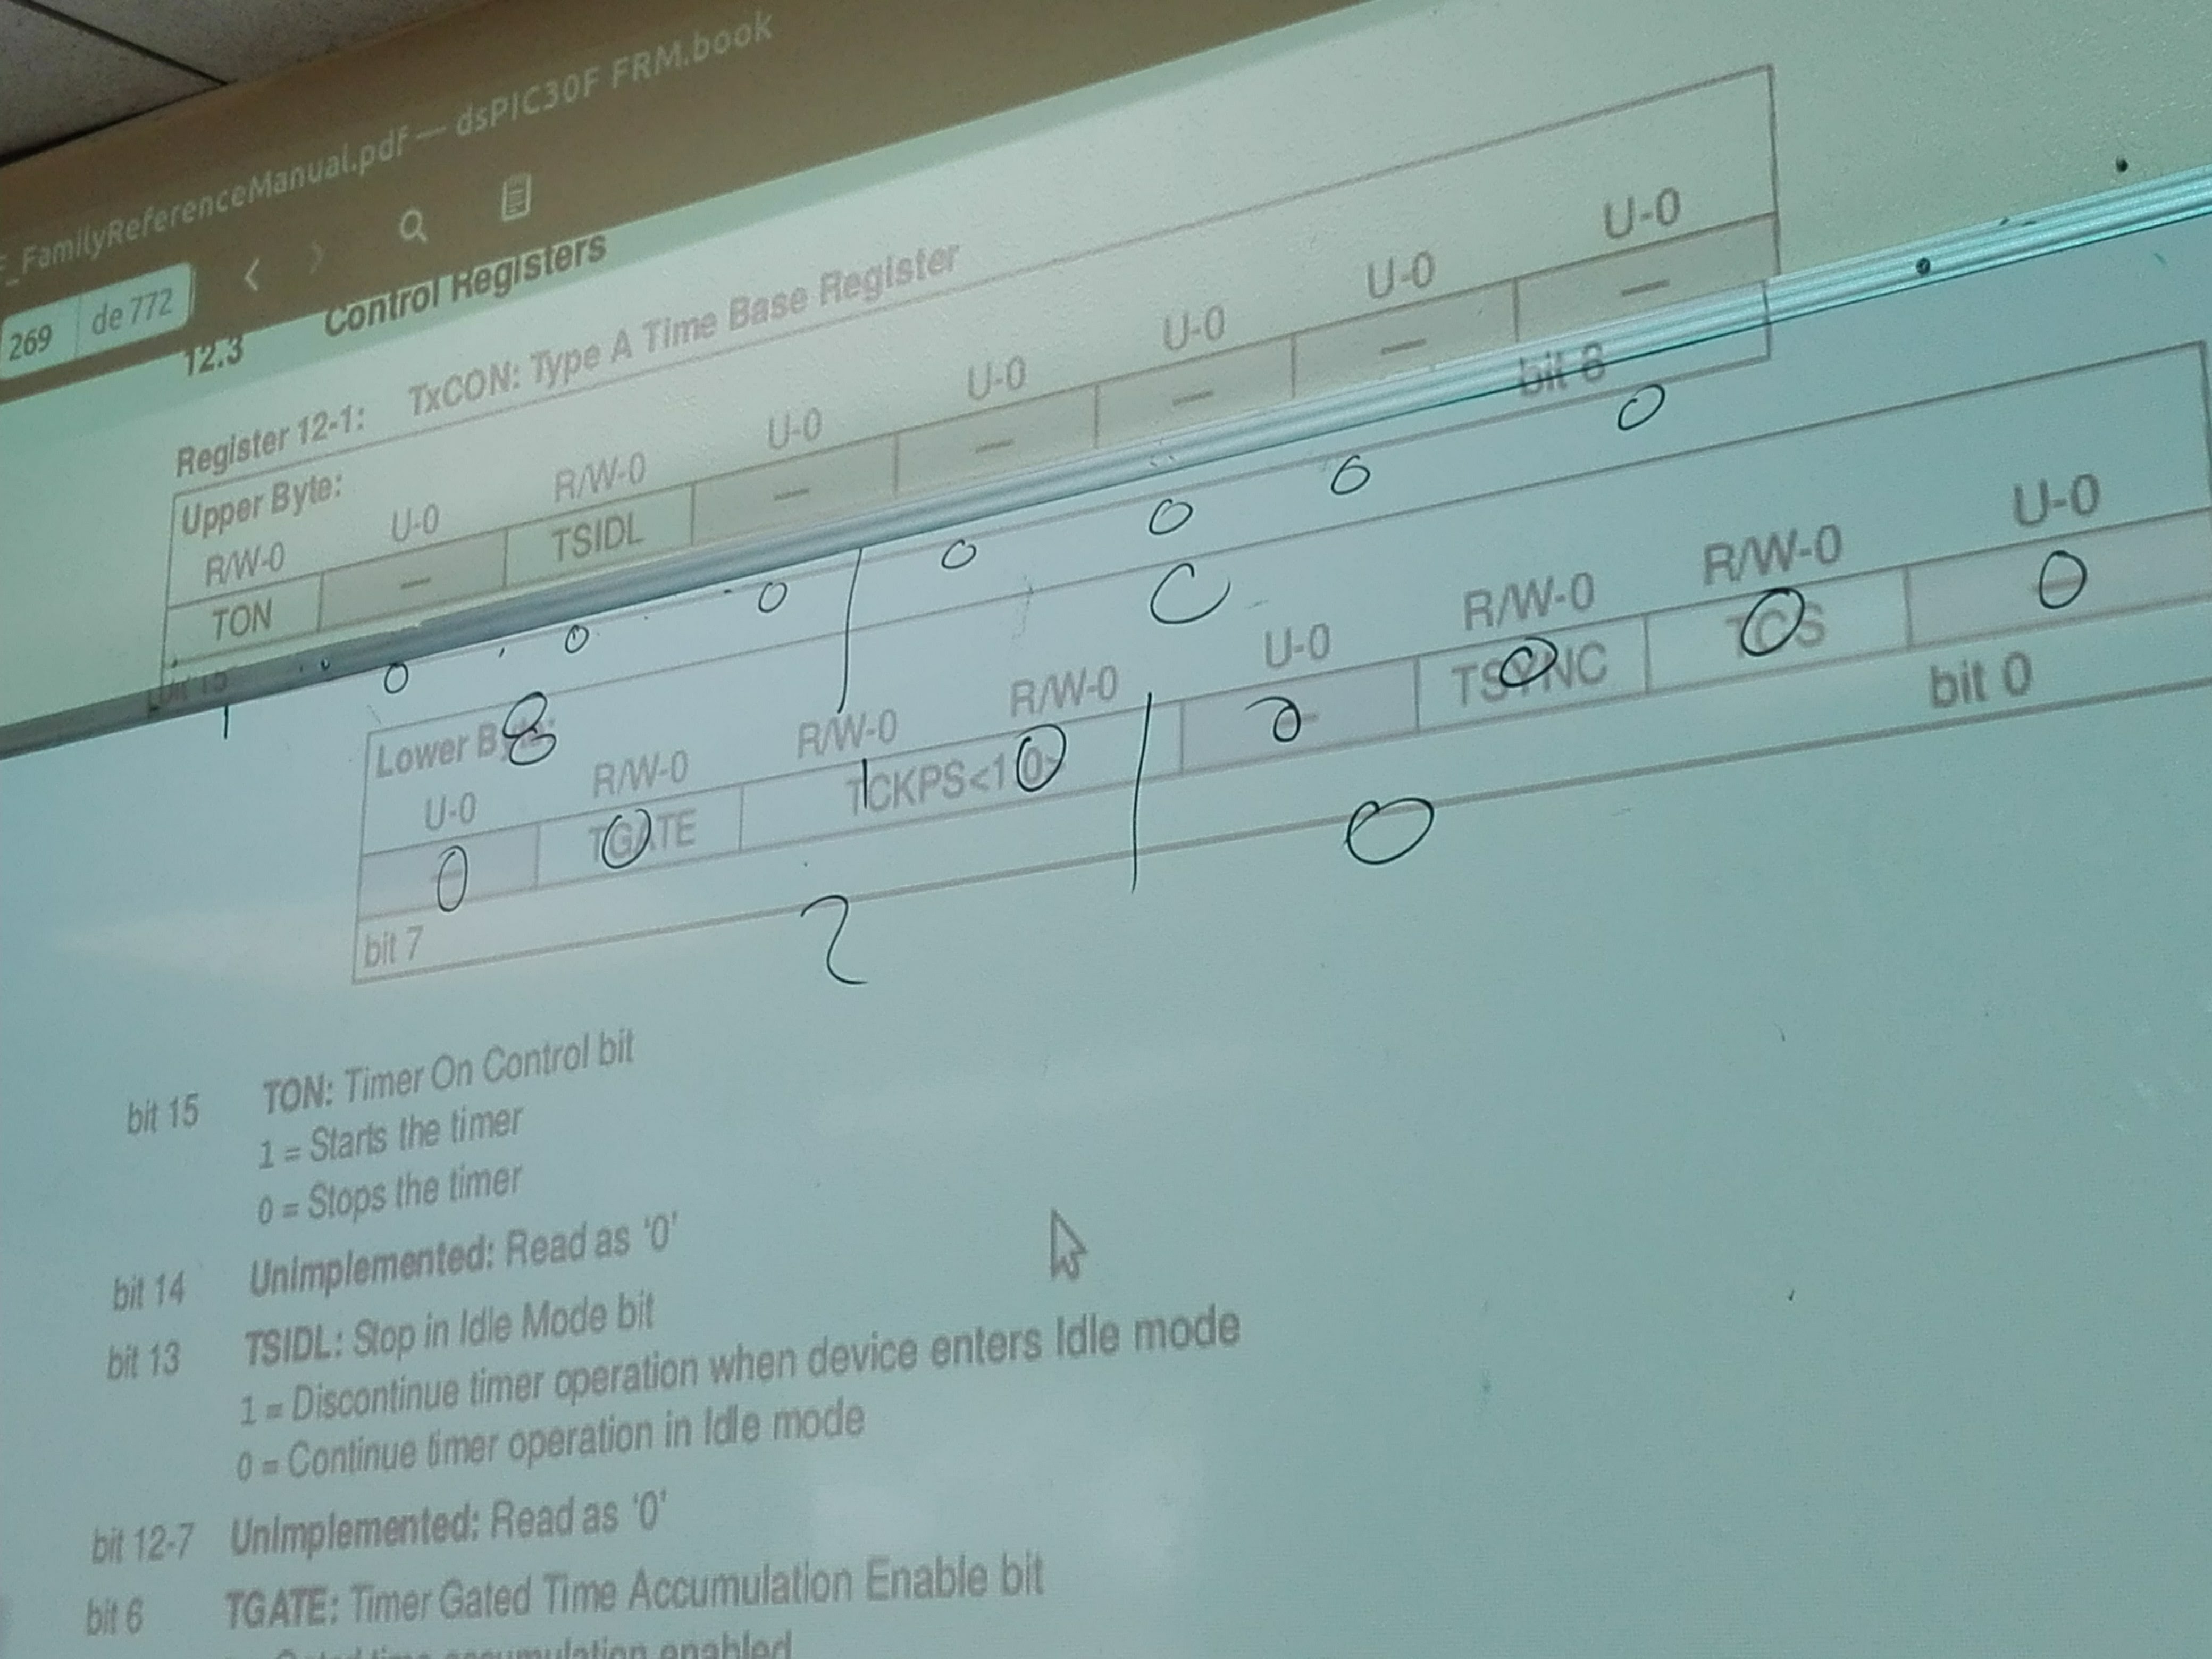 _FamilyReferenceManual.pdf — dsPIC30F FRM.book
269 de 772
12.3 Control Registers
Register 12-1: TxCON: Type A Time Base Register
Upper Byte:
R/W-0 U-0 R/W-0 U-0 U-0 U-0 U-0 U-0
TON — TSIDL — — — — —
bit 15 bit 8
1 0 0 0 0 0 0 0
8 0
Lower Byte:
U-0 R/W-0 R/W-0 R/W-0 U-0 R/W-0 R/W-0 U-0
— TGATE TCKPS<1:0> — TSYNC TCS —
0 0 1 0 0 0 0 0
bit 7 bit 0
2 0
bit 15 TON: Timer On Control bit
1 = Starts the timer
0 = Stops the timer
bit 14 Unimplemented: Read as ‘0’
bit 13 TSIDL: Stop in Idle Mode bit
1 = Discontinue timer operation when device enters Idle mode
0 = Continue timer operation in Idle mode
bit 12-7 Unimplemented: Read as ‘0’
bit 6 TGATE: Timer Gated Time Accumulation Enable bit
Gated time accumulation enabled